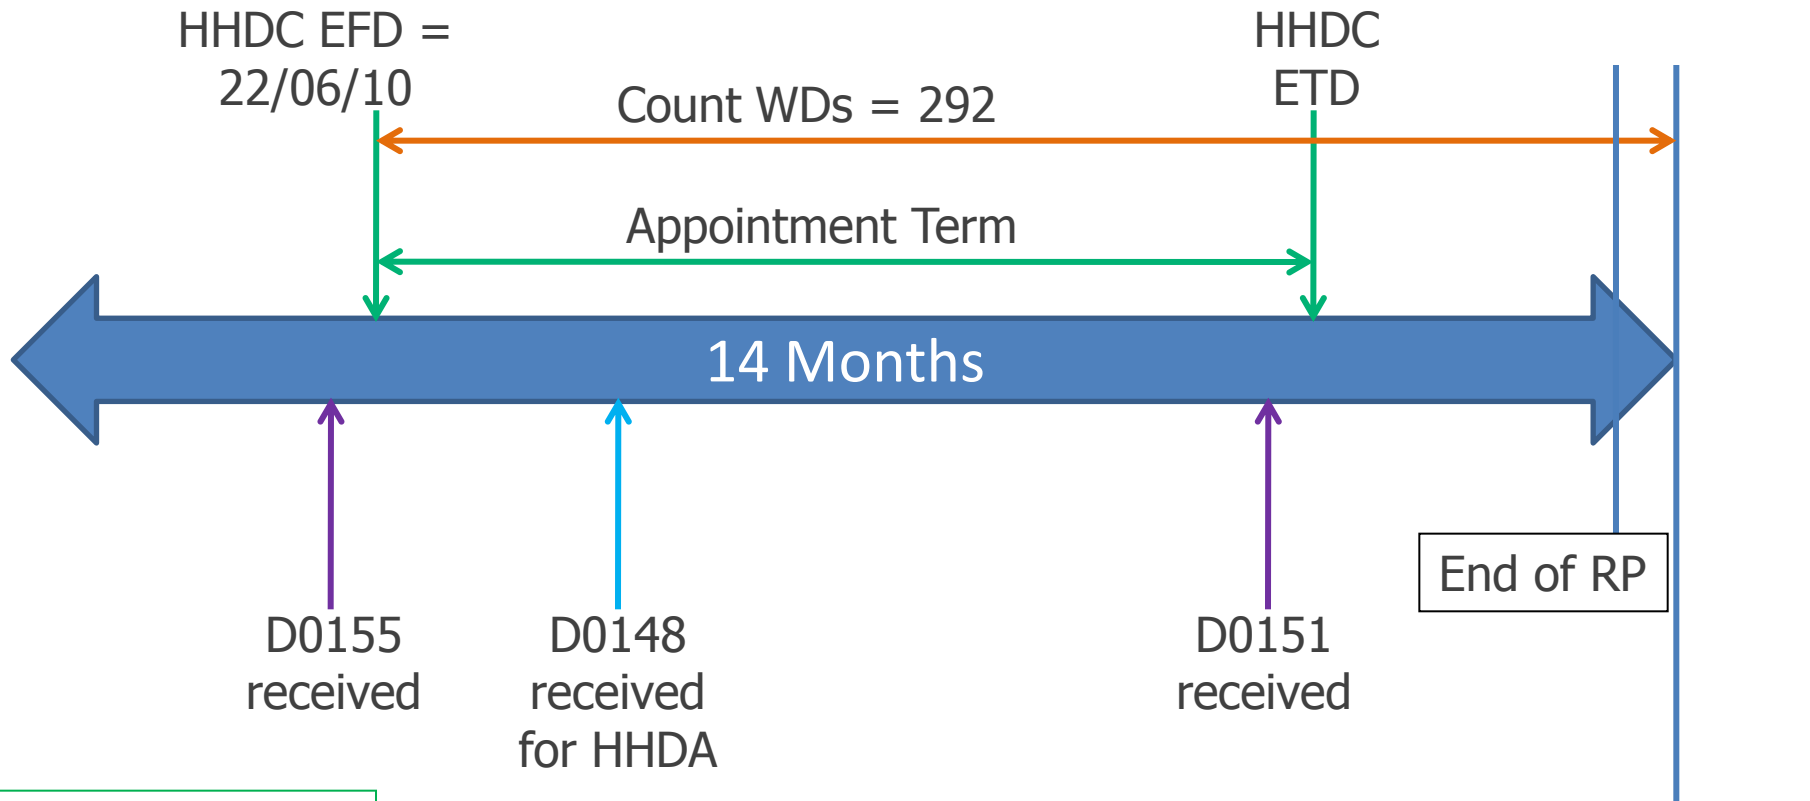 HHDC EFD =
22/06/10
HHDC
ETD
Count WDs = 292
Appointment Term
14 Months
End of RP
D0155
received
D0148
received
for HHDA
D0151
received